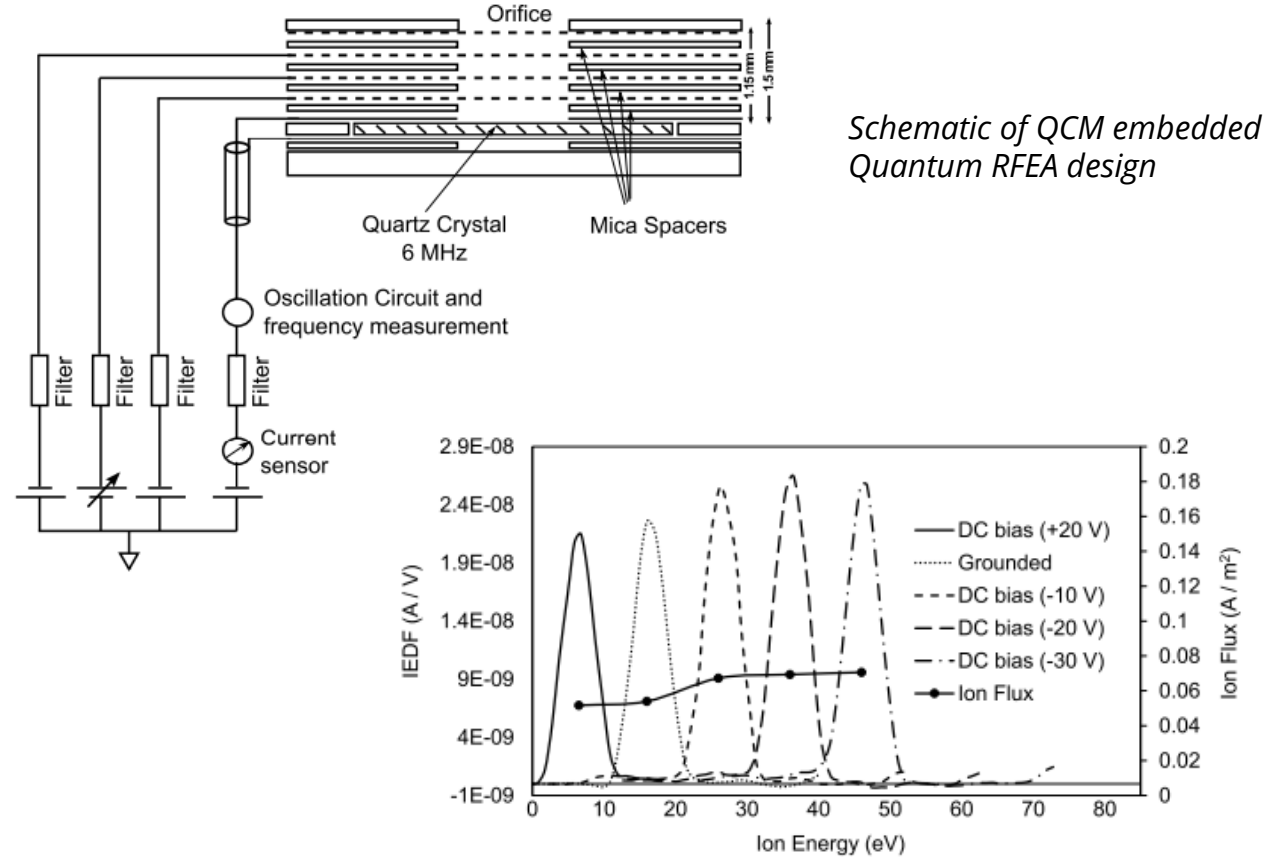 Orifice
1.15 mm
1.5 mm
Schematic of QCM embedded
Quantum RFEA design
Quartz Crystal
6 MHz
Mica Spacers
Oscillation Circuit and
frequency measurement
Filter
Filter
Filter
Filter
Current
sensor
2.9E-08
2.4E-08
1.9E-08
1.4E-08
9E-09
4E-09
-1E-09
IEDF (A / V)
0.2
0.18
0.16
0.14
0.12
0.1
0.08
0.06
0.04
0.02
0
Ion Flux (A / m²)
DC bias (+20 V)
Grounded
DC bias (-10 V)
DC bias (-20 V)
DC bias (-30 V)
Ion Flux
0 10 20 30 40 50 60 70 80
Ion Energy (eV)